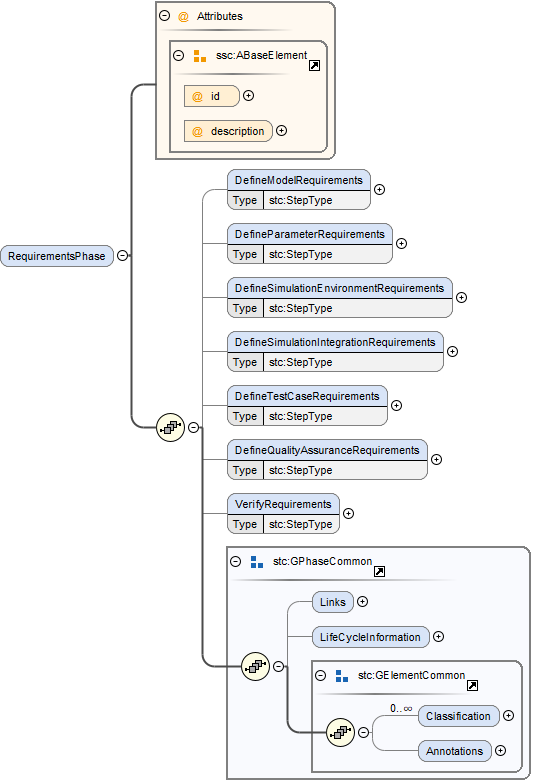 @ Attributes
ssc:ABaseElement
@ id
@ description
DefineModelRequirements
Type stc:StepType
DefineParameterRequirements
Type stc:StepType
RequirementsPhase
DefineSimulationEnvironmentRequirements
Type stc:StepType
DefineSimulationIntegrationRequirements
Type stc:StepType
DefineTestCaseRequirements
Type stc:StepType
DefineQualityAssuranceRequirements
Type stc:StepType
VerifyRequirements
Type stc:StepType
stc:GPhaseCommon
Links
LifeCycleInformation
stc:GElementCommon
0..∞
Classification
Annotations